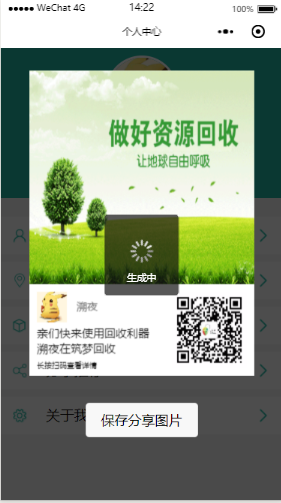 WeChat 4G
14:22
100%
个人中心
做好资源回收
让地球自由呼吸
生成中
溯夜
亲们快来使用回收利器
溯夜在筑梦回收
长按扫码查看详情
关于我
保存分享图片